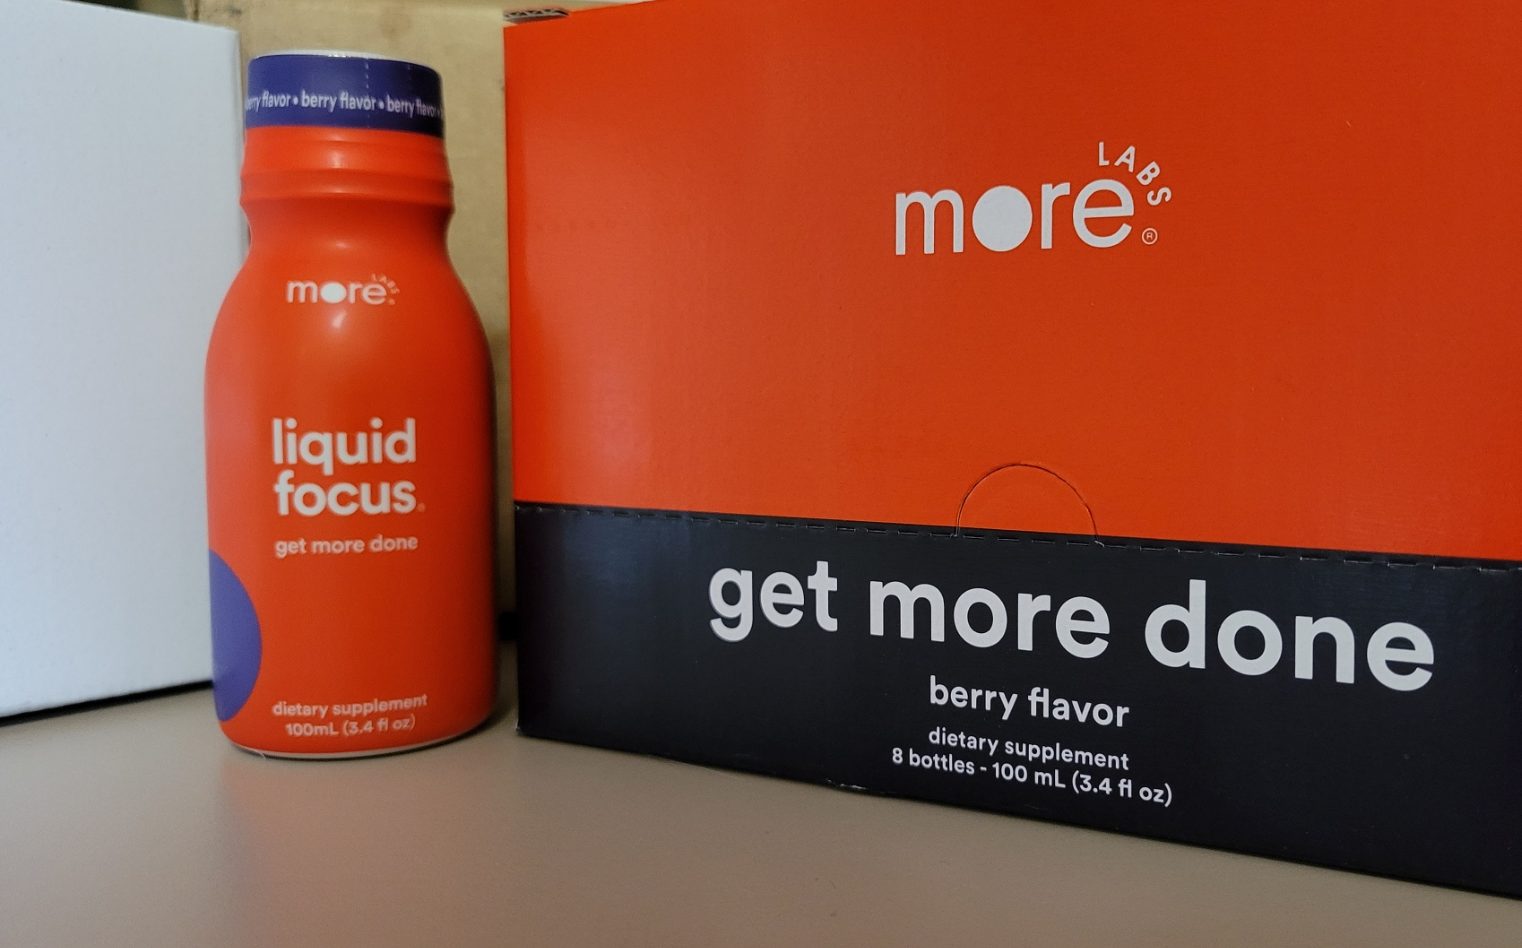 berry flavor • berry flavor • berry flavor
more LABS
liquid
focus
get more done
dietary supplement
100mL (3.4 fl oz)
more LABS ®
get more done
berry flavor
dietary supplement
8 bottles - 100 mL (3.4 fl oz)